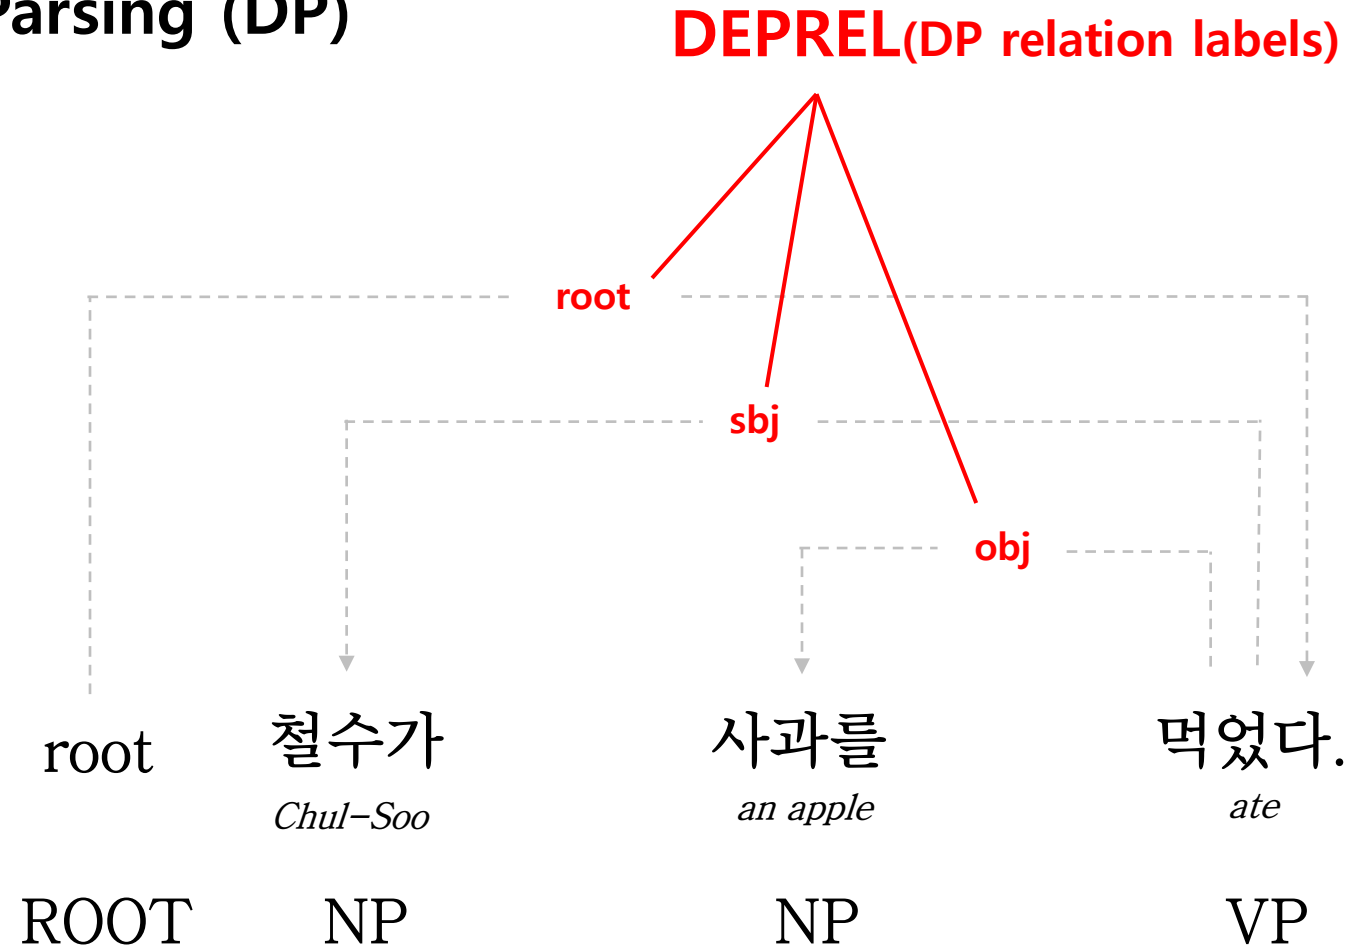 Parsing (DP)
DEPREL(DP relation labels)
root
sbj
obj
root 철수가 사과를 먹었다.
Chul-Soo an apple ate
ROOT NP NP VP